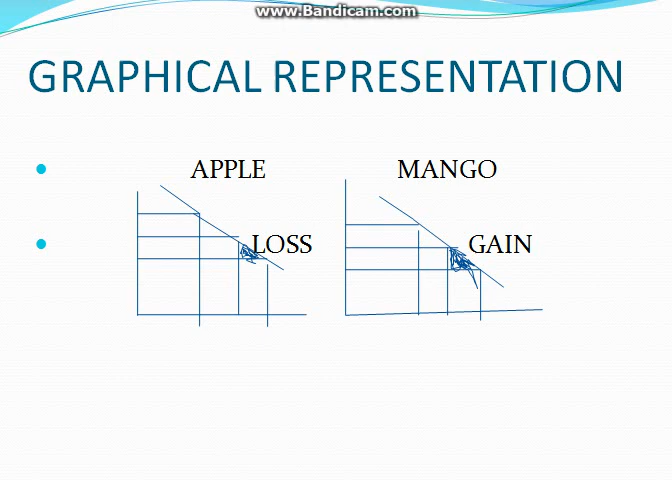 www.Bandicam.com
GRAPHICAL REPRESENTATION
APPLE MANGO
LOSS GAIN